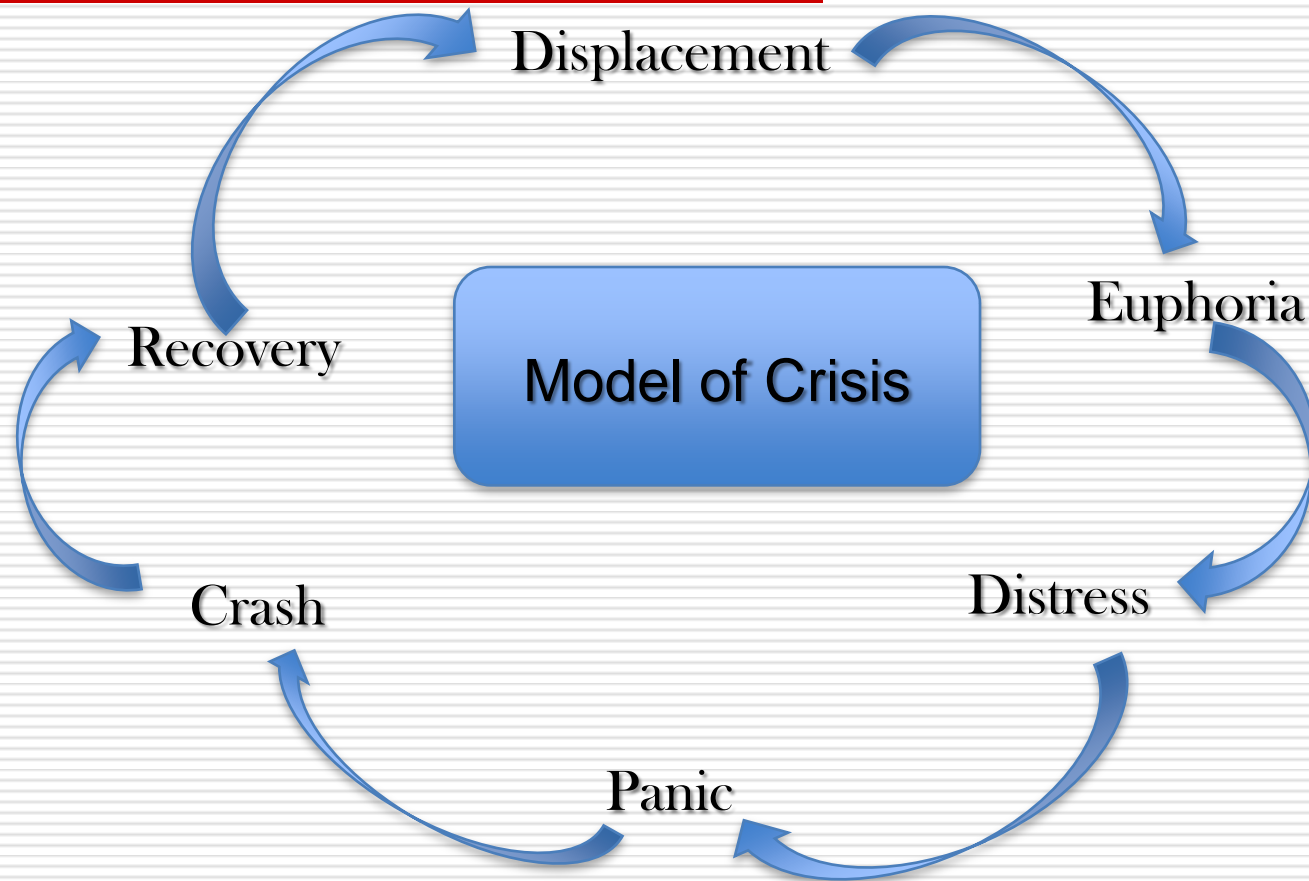 Displacement
Euphoria
Recovery
Model of Crisis
Distress
Crash
Panic